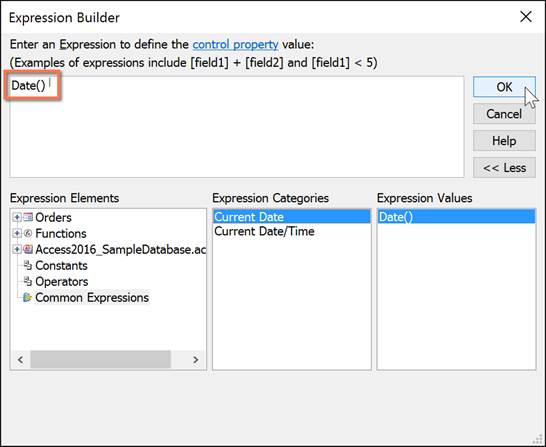 Expression Builder
Enter an Expression to define the control property value:
(Examples of expressions include [field1] + [field2] and [field1] < 5)
Date()
OK
Cancel
Help
<< Less
Expression Elements
Orders
Functions
Access2016_SampleDatabase.ac
Constants
Operators
Common Expressions
Expression Categories
Current Date
Current Date/Time
Expression Values
Date()